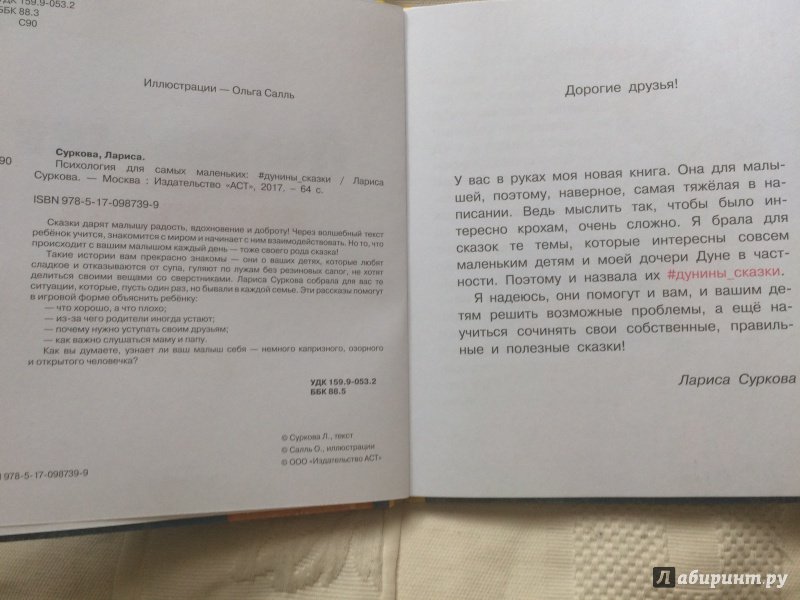 УДК 159.9-053.2
ББК 88.3
С90
Иллюстрации — Ольга Салль
Суркова, Лариса.
90 Психология для самых маленьких: #дунины_сказки / Лариса
Суркова. — Москва : Издательство «АСТ», 2017. – 64 с.
ISBN 978-5-17-098739-9
Сказки дарят малышу радость, вдохновение и доброту! Через волшебный текст
ребёнок учится, знакомится с миром и начинает с ним взаимодействовать. Но то, что
происходит с вашим малышом каждый день — тоже своего рода сказка!
Такие истории вам прекрасно знакомы — они о ваших детях, которые любят
сладкое и отказываются от супа, гуляют по лужам без резиновых сапог, не хотят
делиться своими вещами со сверстниками. Лариса Суркова собрала для вас те
ситуации, которые, пусть один раз, но бывали в каждой семье. Эти рассказы помогут
в игровой форме объяснить ребёнку:
— что хорошо, а что плохо;
— из-за чего родители иногда устают;
— почему нужно уступать своим друзьям;
— как важно слушаться маму и папу.
Как вы думаете, узнает ли ваш малыш себя — немного капризного, озорного
и открытого человечка?
УДК 159.9-053.2
ББК 88.5
© Суркова Л., текст
© Салль О., иллюстрации
© ООО «Издательство АСТ»
N 978-5-17-098739-9
Дорогие друзья!
У вас в руках моя новая книга. Она для малы-
шей, поэтому, наверное, самая тяжёлая в на-
писании. Ведь мыслить так, чтобы было ин-
тересно крохам, очень сложно. Я брала для
сказок те темы, которые интересны совсем
маленьким детям и моей дочери Дуне в част-
ности. Поэтому и назвала их #дунины_сказки.
Я надеюсь, они помогут и вам, и вашим де-
тям решить возможные проблемы, а ещё на-
учиться сочинять свои собственные, правиль-
ные и полезные сказки!
Лариса Суркова
Лабиринт.ру